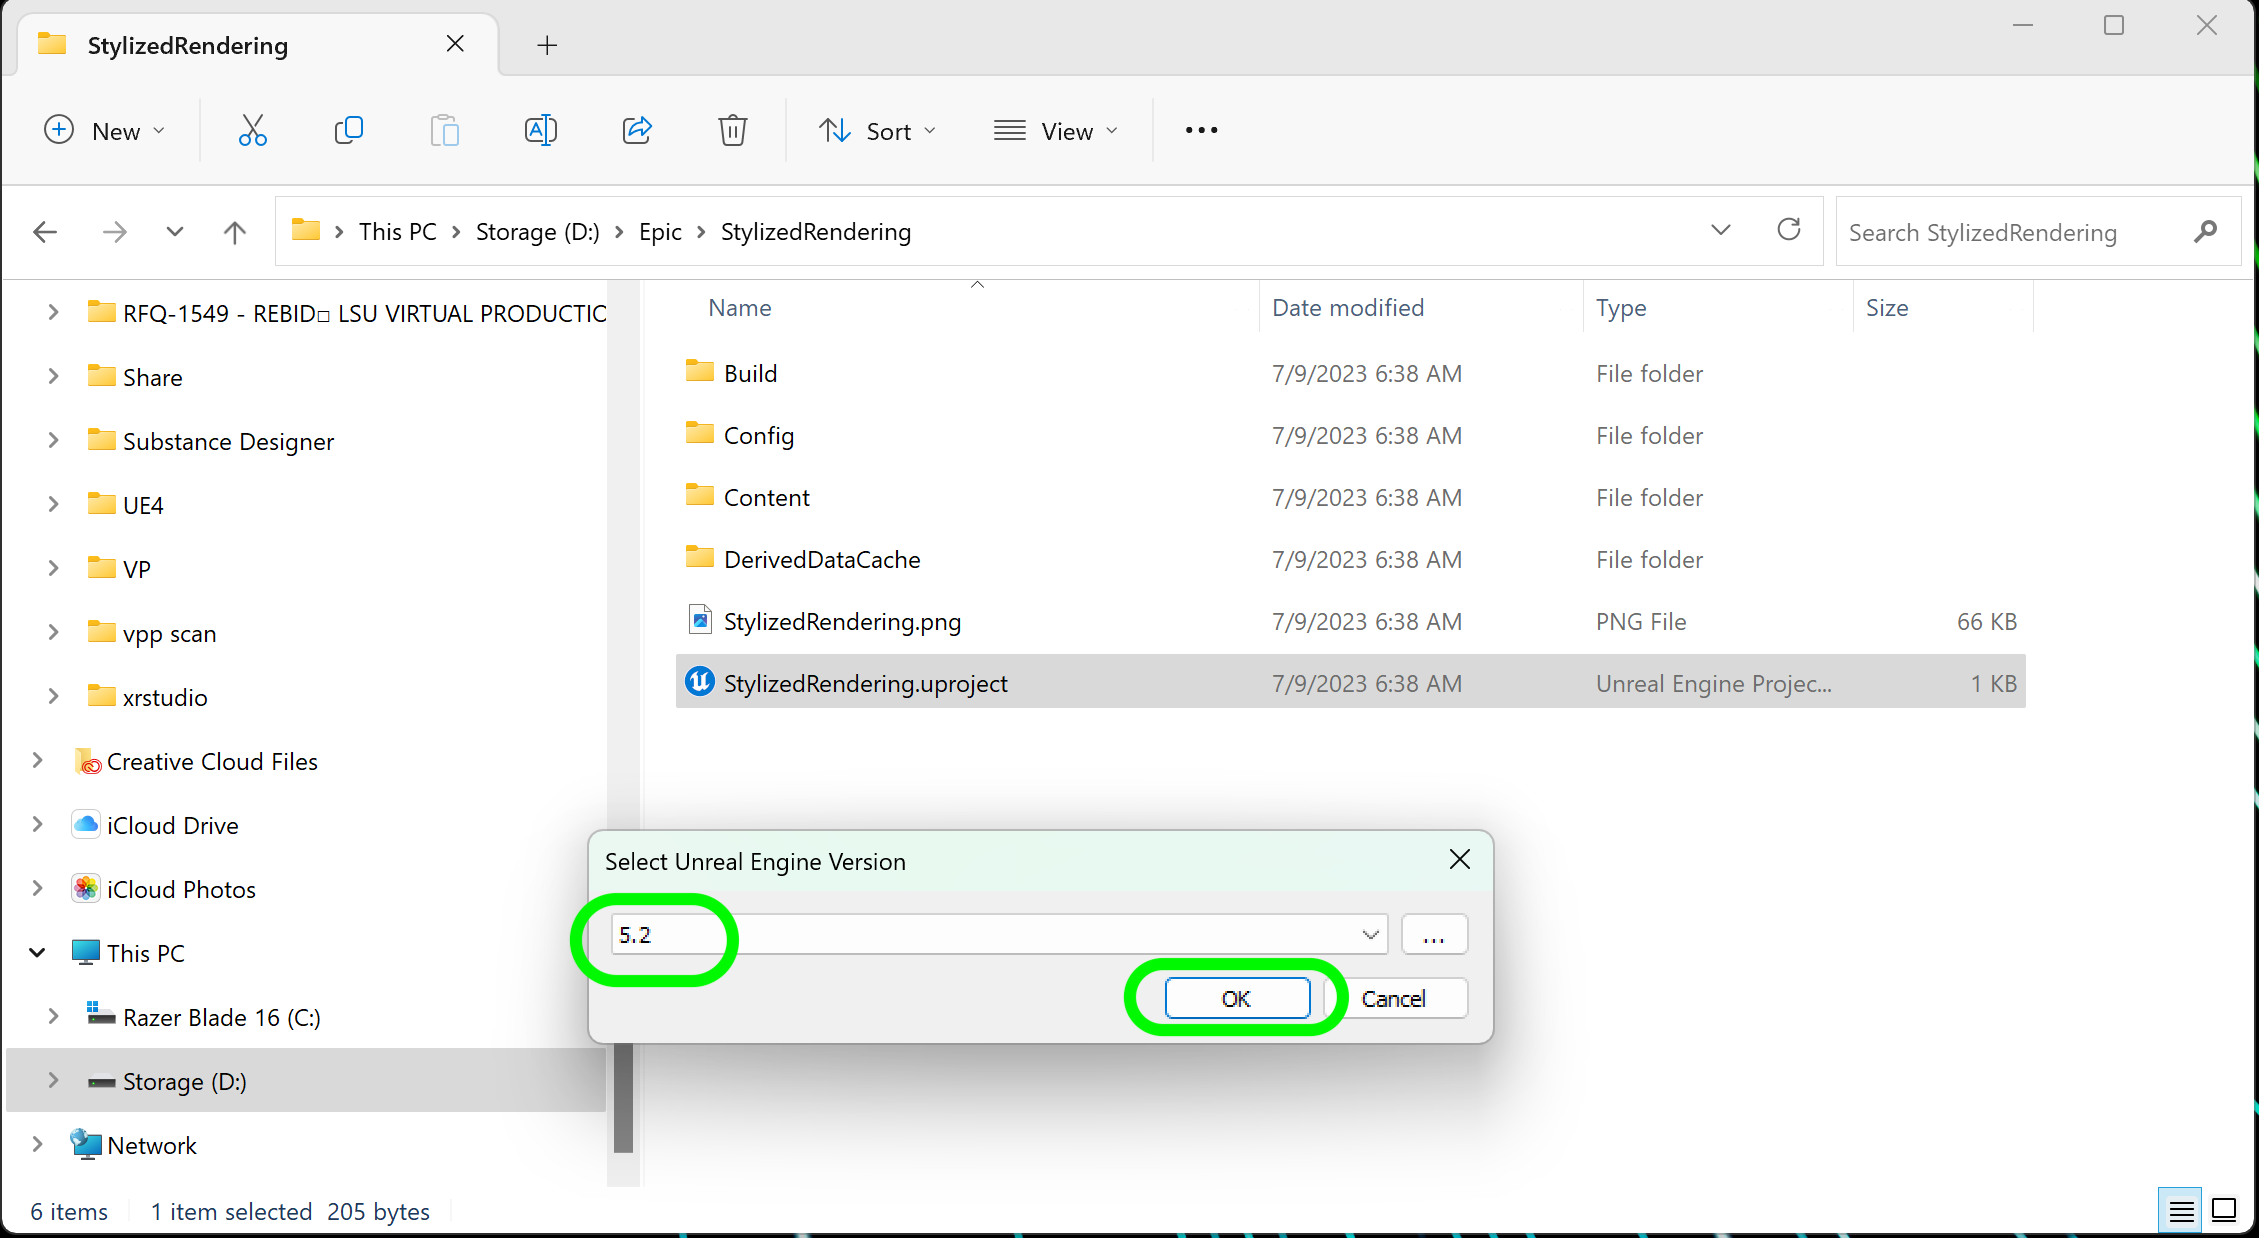 StylizedRendering
New
Sort
View
This PC > Storage (D:) > Epic > StylizedRendering
Search StylizedRendering
RFQ-1549 - REBID□ LSU VIRTUAL PRODUCTIO
Share
Substance Designer
UE4
VP
vpp scan
xrstudio
Creative Cloud Files
iCloud Drive
iCloud Photos
This PC
Razer Blade 16 (C:)
Storage (D:)
Network
Name Date modified Type Size
Build 7/9/2023 6:38 AM File folder
Config 7/9/2023 6:38 AM File folder
Content 7/9/2023 6:38 AM File folder
DerivedDataCache 7/9/2023 6:38 AM File folder
StylizedRendering.png 7/9/2023 6:38 AM PNG File 66 KB
StylizedRendering.uproject 7/9/2023 6:38 AM Unreal Engine Projec... 1 KB
Select Unreal Engine Version
5.2 ...
OK Cancel
6 items 1 item selected 205 bytes